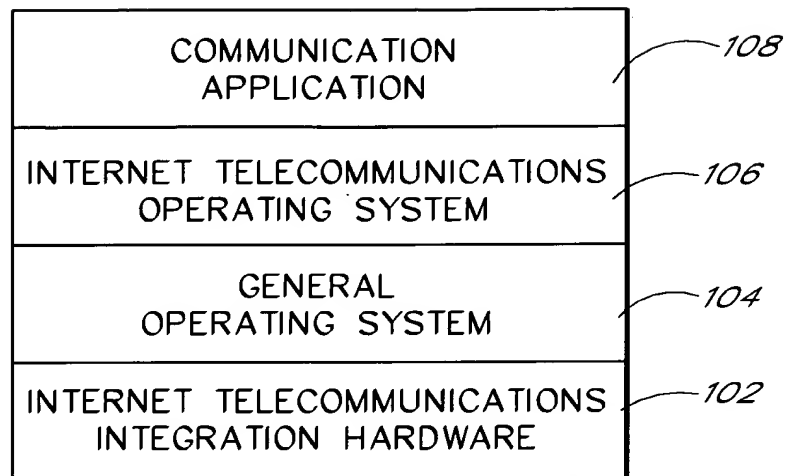 COMMUNICATION
APPLICATION
108
INTERNET TELECOMMUNICATIONS
OPERATING SYSTEM
106
GENERAL
OPERATING SYSTEM
104
INTERNET TELECOMMUNICATIONS
INTEGRATION HARDWARE
102